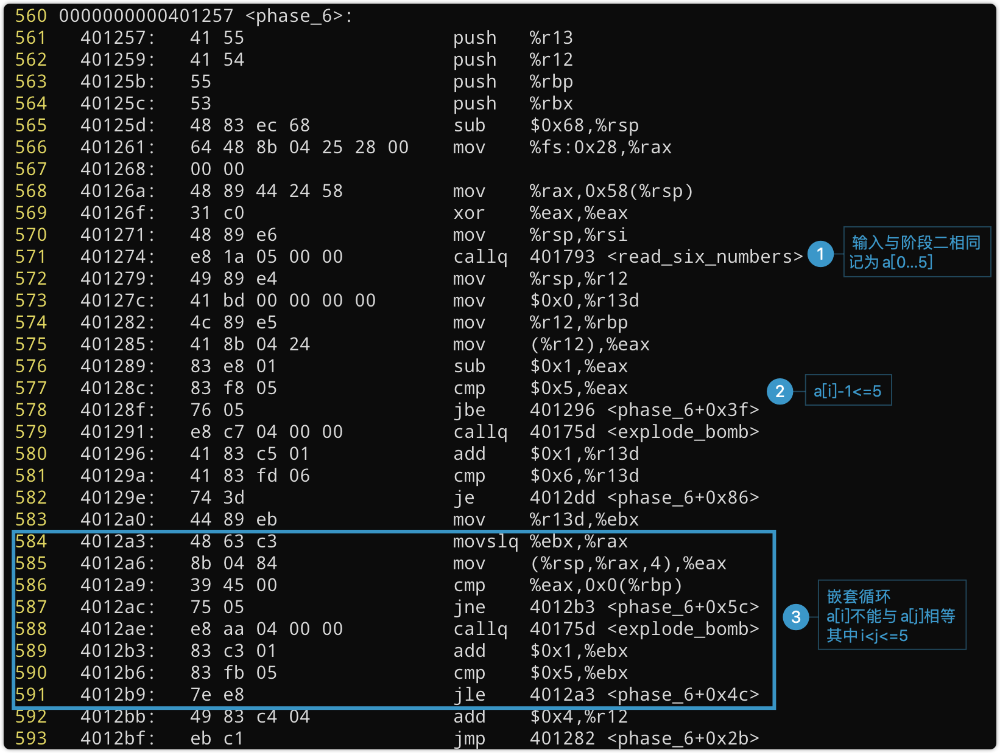 560 0000000000401257 <phase_6>:
561   401257:   41 55                   push   %r13
562   401259:   41 54                   push   %r12
563   40125b:   55                      push   %rbp
564   40125c:   53                      push   %rbx
565   40125d:   48 83 ec 68             sub    $0x68,%rsp
566   401261:   64 48 8b 04 25 28 00    mov    %fs:0x28,%rax
567   401268:   00 00
568   40126a:   48 89 44 24 58          mov    %rax,0x58(%rsp)
569   40126f:   31 c0                   xor    %eax,%eax
570   401271:   48 89 e6                mov    %rsp,%rsi
571   401274:   e8 1a 05 00 00          callq  401793 <read_six_numbers>
1
输入与阶段二相同
记为 a[0...5]
572   401279:   49 89 e4                mov    %rsp,%r12
573   40127c:   41 bd 00 00 00 00       mov    $0x0,%r13d
574   401282:   4c 89 e5                mov    %r12,%rbp
575   401285:   41 8b 04 24             mov    (%r12),%eax
576   401289:   83 e8 01                sub    $0x1,%eax
577   40128c:   83 f8 05                cmp    $0x5,%eax
2
a[i]-1<=5
578   40128f:   76 05                   jbe    401296 <phase_6+0x3f>
579   401291:   e8 c7 04 00 00          callq  40175d <explode_bomb>
580   401296:   41 83 c5 01             add    $0x1,%r13d
581   40129a:   41 83 fd 06             cmp    $0x6,%r13d
582   40129e:   74 3d                   je     4012dd <phase_6+0x86>
583   4012a0:   44 89 eb                mov    %r13d,%ebx
584   4012a3:   48 63 c3                movslq %ebx,%rax
585   4012a6:   8b 04 84                mov    (%rsp,%rax,4),%eax
586   4012a9:   39 45 00                cmp    %eax,0x0(%rbp)
587   4012ac:   75 05                   jne    4012b3 <phase_6+0x5c>
588   4012ae:   e8 aa 04 00 00          callq  40175d <explode_bomb>
3
嵌套循环
a[i]不能与 a[j]相等
其中 i<j<=5
589   4012b3:   83 c3 01                add    $0x1,%ebx
590   4012b6:   83 fb 05                cmp    $0x5,%ebx
591   4012b9:   7e e8                   jle    4012a3 <phase_6+0x4c>
592   4012bb:   49 83 c4 04             add    $0x4,%r12
593   4012bf:   eb c1                   jmp    401282 <phase_6+0x2b>